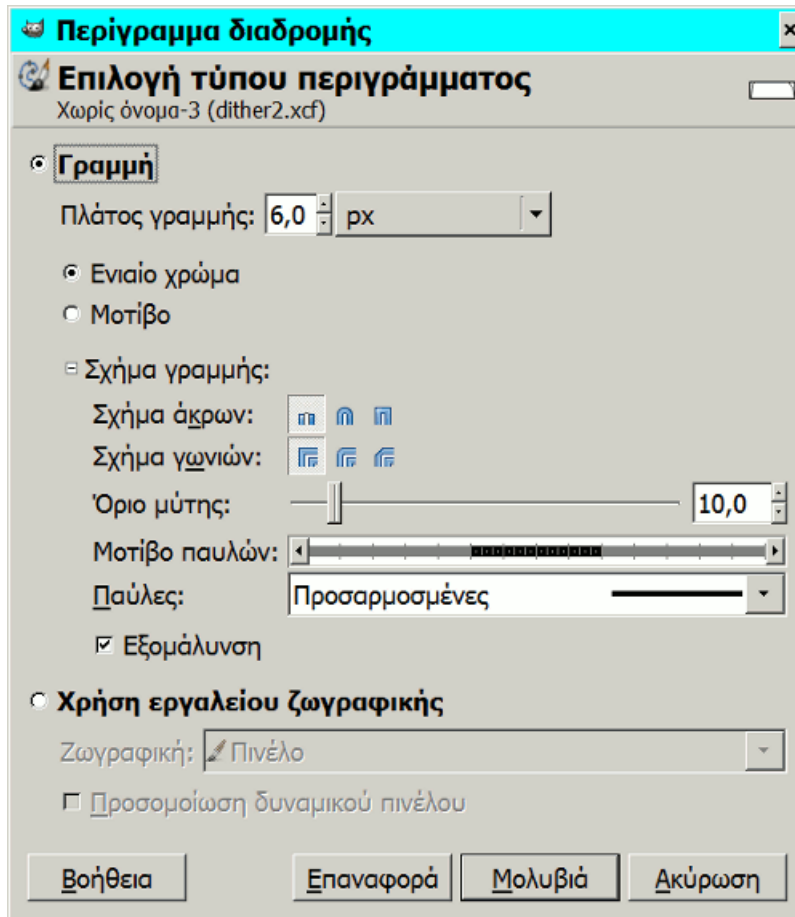 Περίγραμμα διαδρομής
Επιλογή τύπου περιγράμματος
Χωρίς όνομα-3 (dither2.xcf)
Γραμμή
Πλάτος γραμμής: 6,0 px
Ενιαίο χρώμα
Μοτίβο
Σχήμα γραμμής:
Σχήμα άκρων:
Σχήμα γωνιών:
Όριο μύτης: 10,0
Μοτίβο παυλών:
Παύλες: Προσαρμοσμένες
Εξομάλυνση
Χρήση εργαλείου ζωγραφικής
Ζωγραφική: Πινέλο
Προσομοίωση δυναμικού πινέλου
Βοήθεια Επαναφορά Μολυβιά Ακύρωση